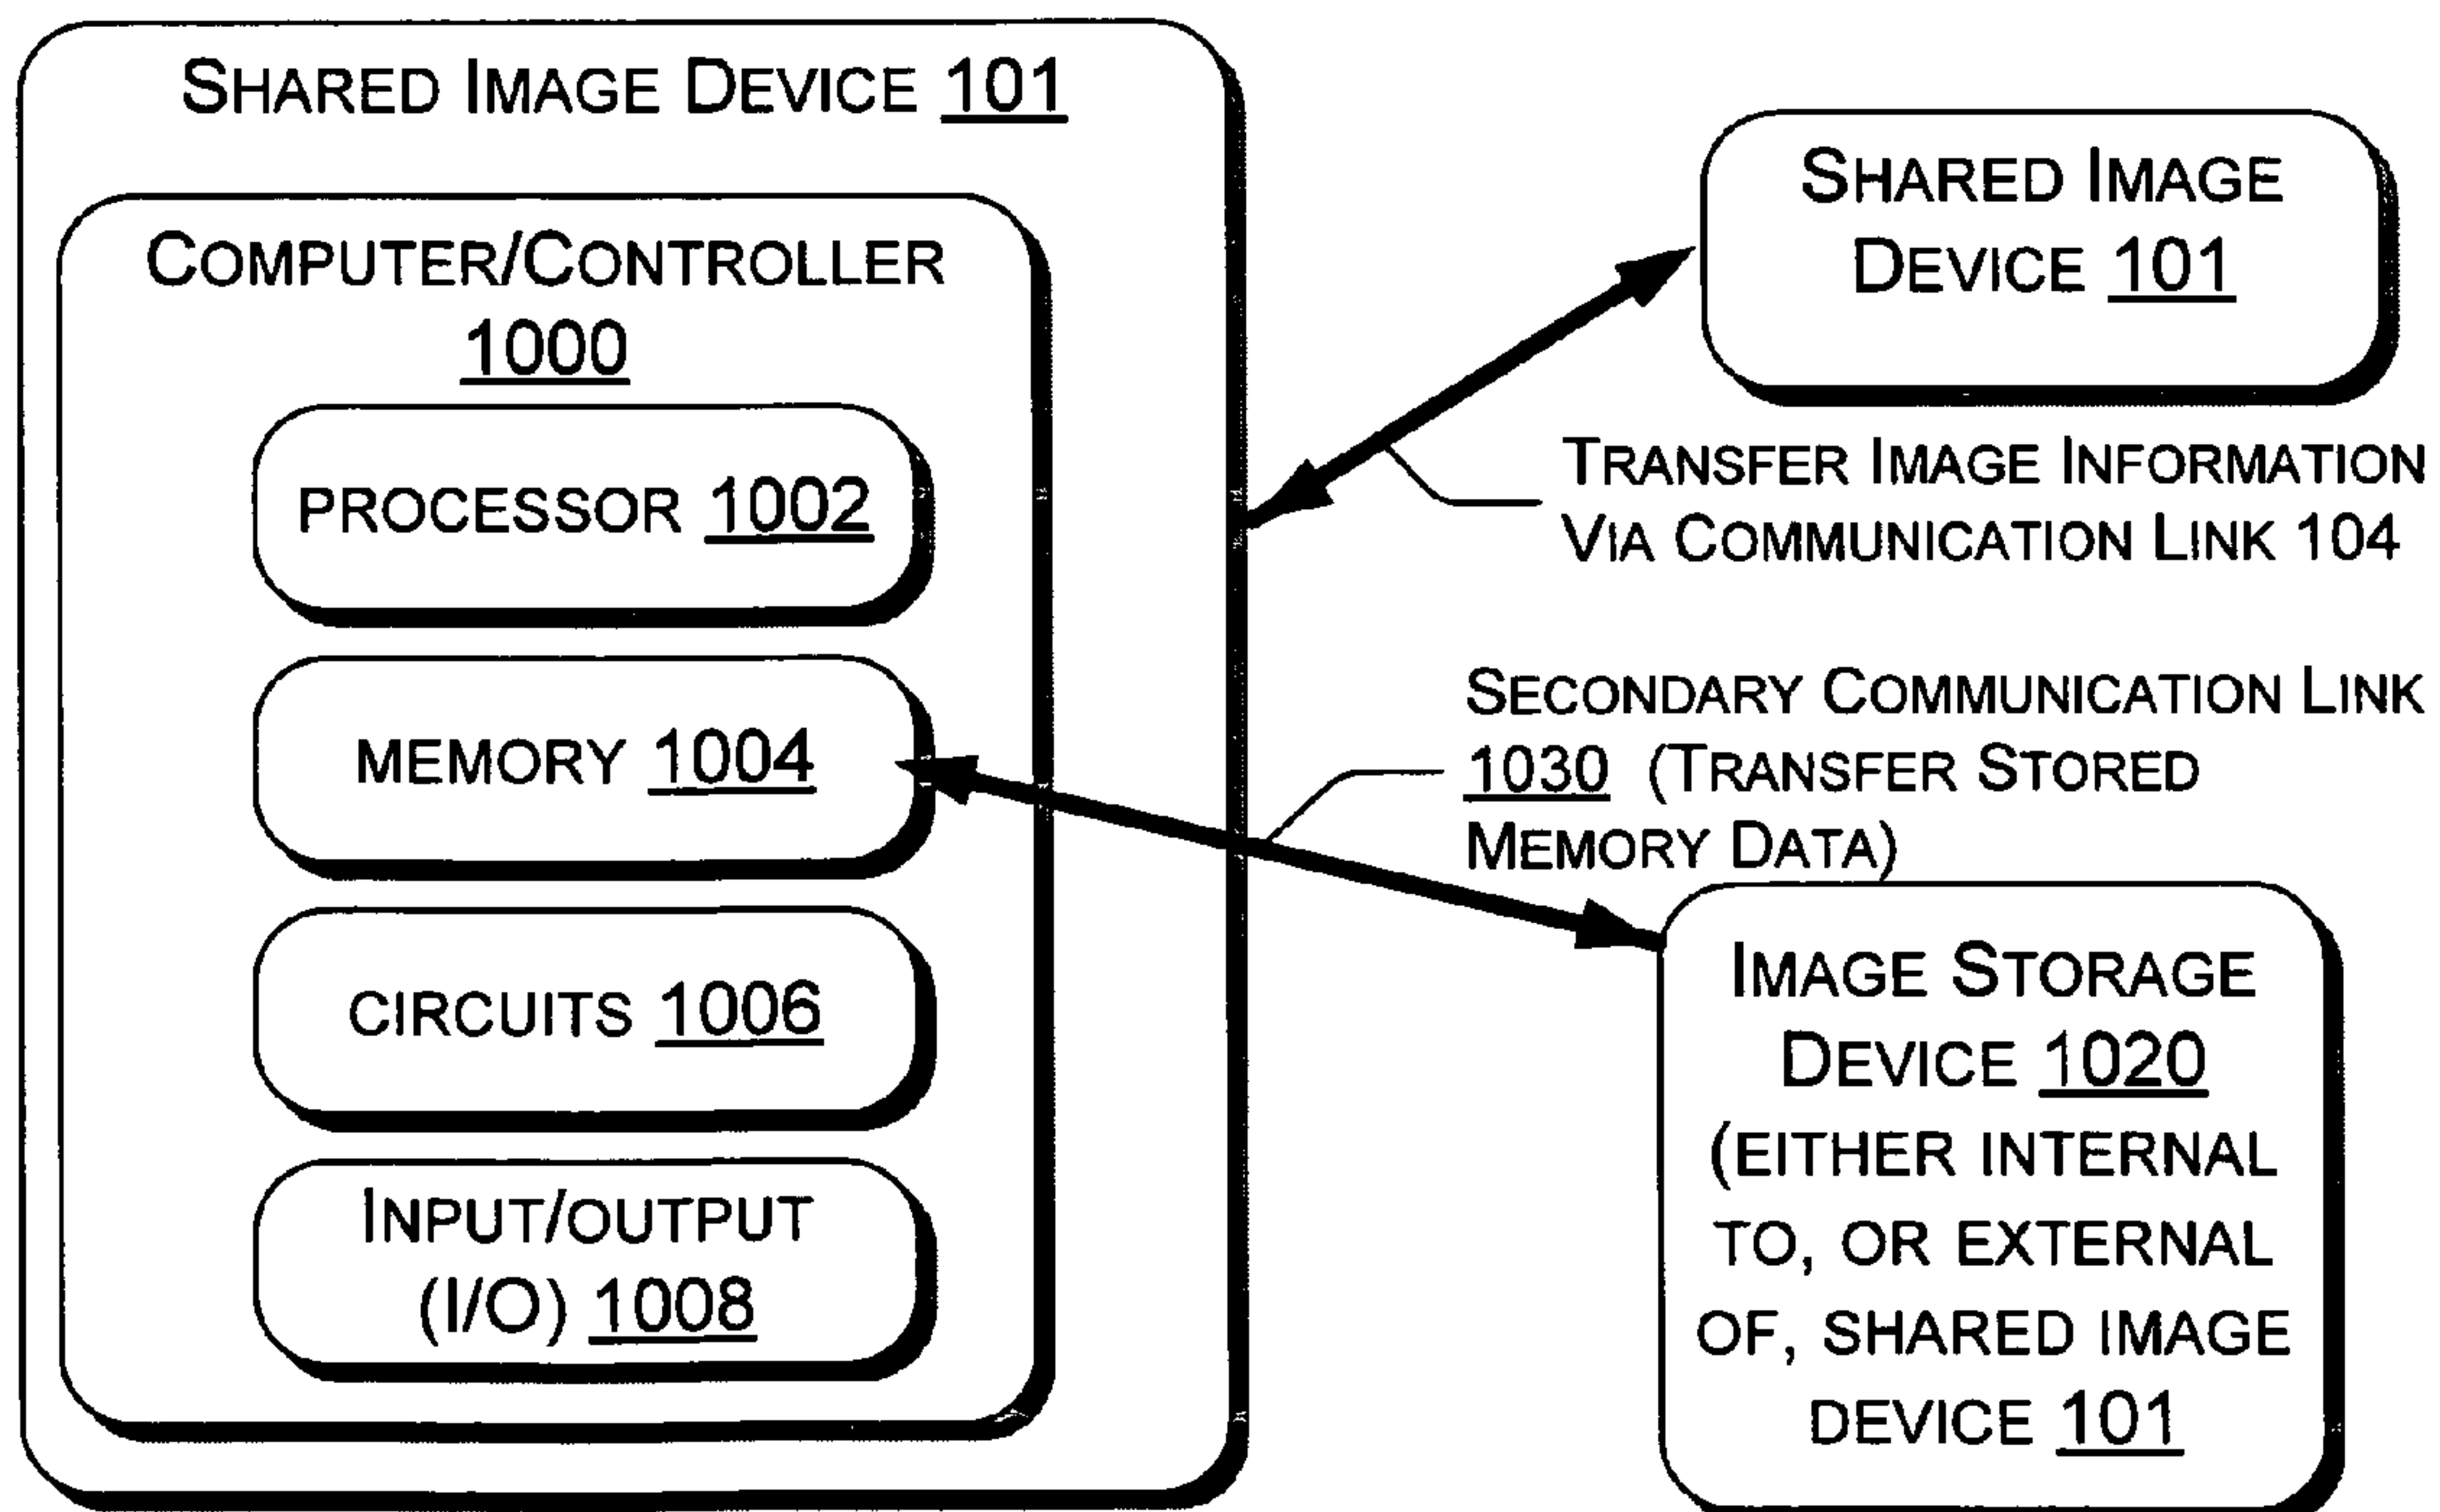 SHARED IMAGE DEVICE 101
COMPUTER/CONTROLLER
1000
PROCESSOR 1002
MEMORY 1004
CIRCUITS 1006
INPUT/OUTPUT
(I/O) 1008
SHARED IMAGE
DEVICE 101
TRANSFER IMAGE INFORMATION
VIA COMMUNICATION LINK 104
SECONDARY COMMUNICATION LINK
1030 (TRANSFER STORED
MEMORY DATA)
IMAGE STORAGE
DEVICE 1020
(EITHER INTERNAL
TO, OR EXTERNAL
OF, SHARED IMAGE
DEVICE 101